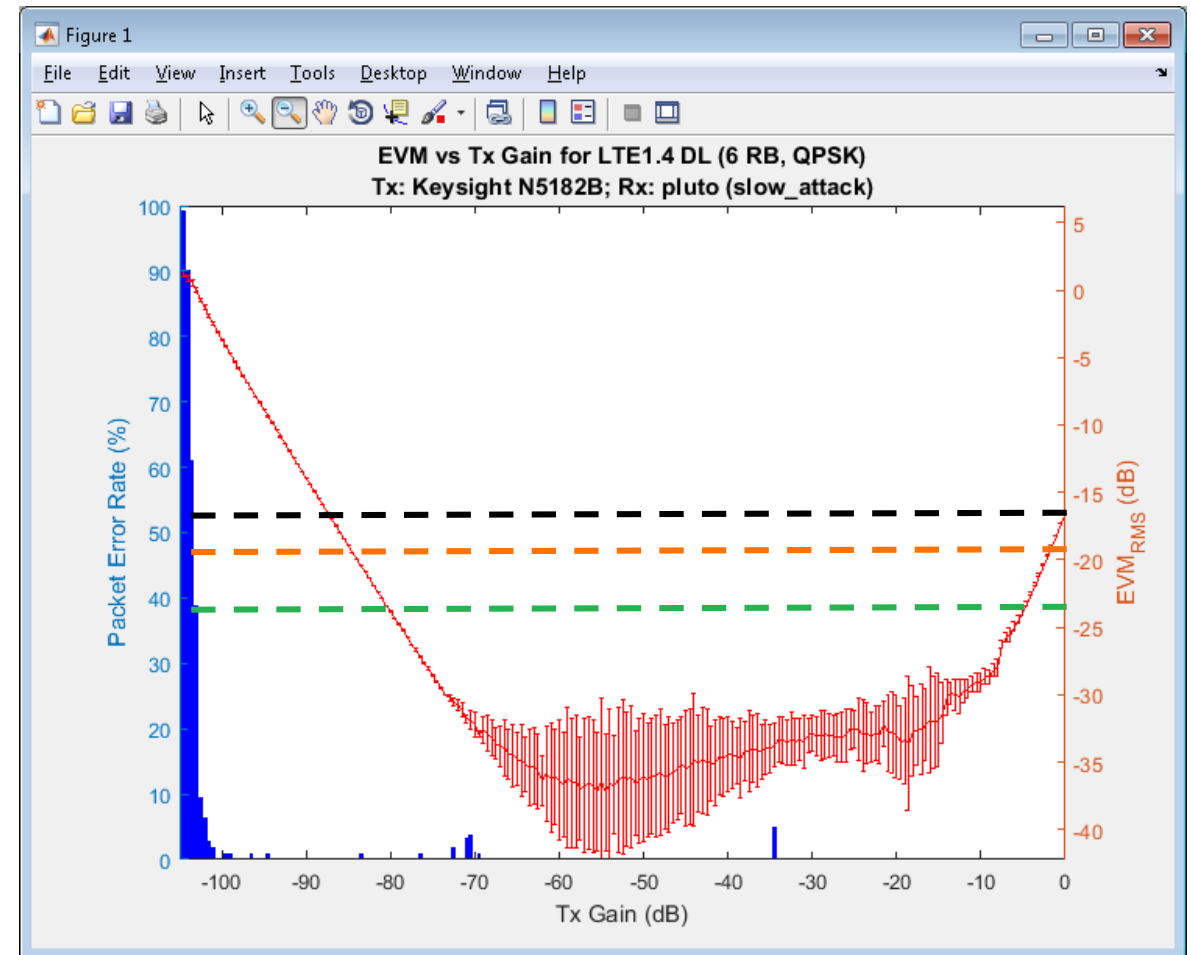 Figure 1
File Edit View Insert Tools Desktop Window Help
EVM vs Tx Gain for LTE1.4 DL (6 RB, QPSK)
Tx: Keysight N5182B; Rx: pluto (slow_attack)
100
90
80
70
60
50
40
30
20
10
0
Packet Error Rate (%)
5
0
-5
-10
-15
-20
-25
-30
-35
-40
EVM_RMS (dB)
-100 -90 -80 -70 -60 -50 -40 -30 -20 -10 0
Tx Gain (dB)